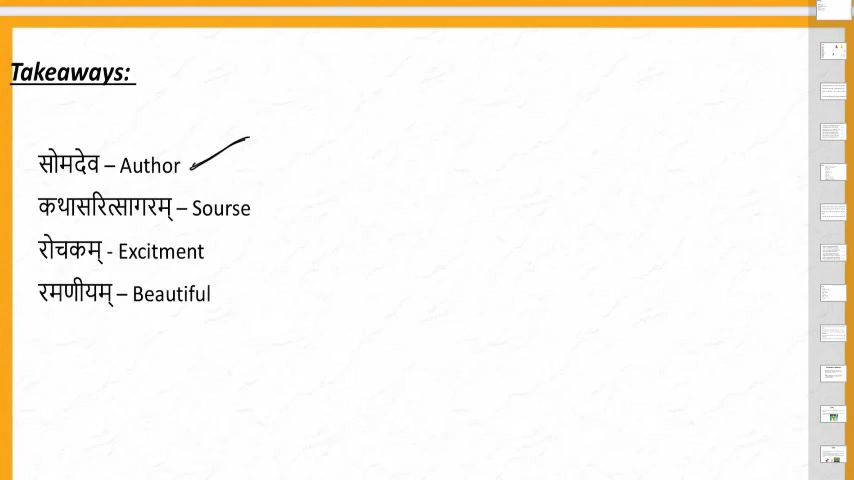 Takeaways:
सोमदेव – Author
कथासरित्सागरम् – Sourse
रोचकम् - Excitment
रमणीयम् – Beautiful